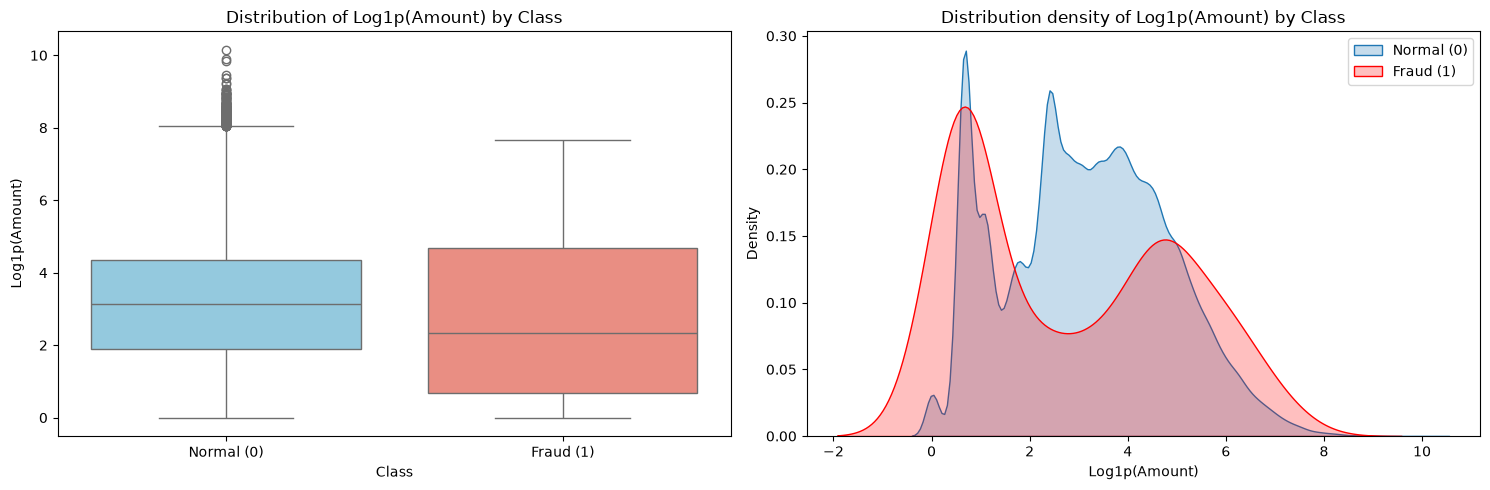 Distribution of Log1p(Amount) by Class
10
8
6
4
2
0
Log1p(Amount)
Normal (0)
Fraud (1)
Class
Distribution density of Log1p(Amount) by Class
Normal (0)
Fraud (1)
0.30
0.25
0.20
0.15
0.10
0.05
0.00
Density
−2
0
2
4
6
8
10
Log1p(Amount)